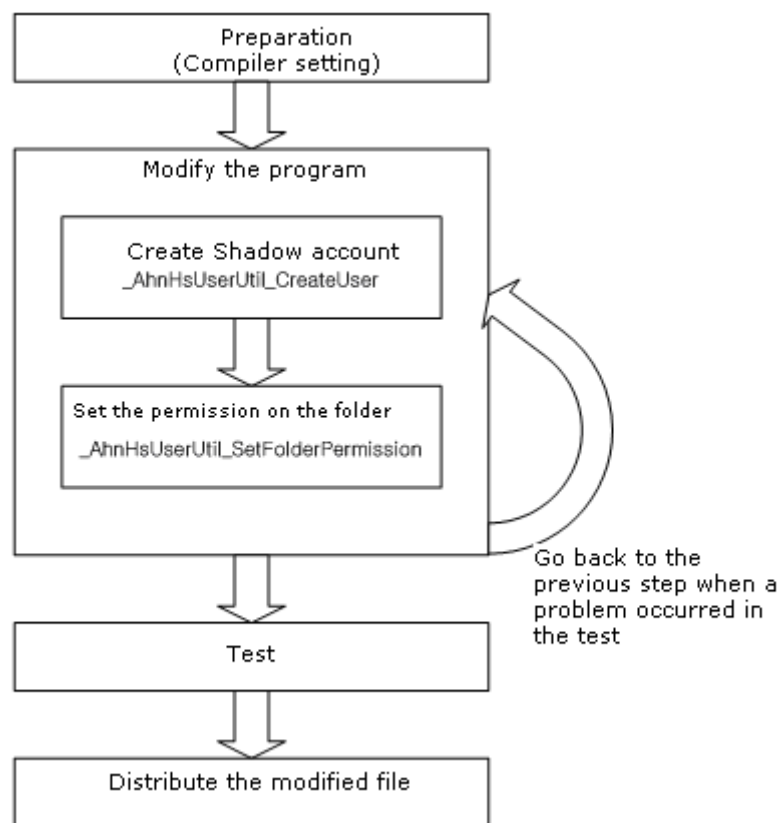 Preparation
(Compiler setting)
Modify the program
Create Shadow account
_AhnHsUserUtil_CreateUser
Set the permission on the folder
_AhnHsUserUtil_SetFolderPermission
Go back to the
previous step when a
problem occurred in
the test
Test
Distribute the modified file